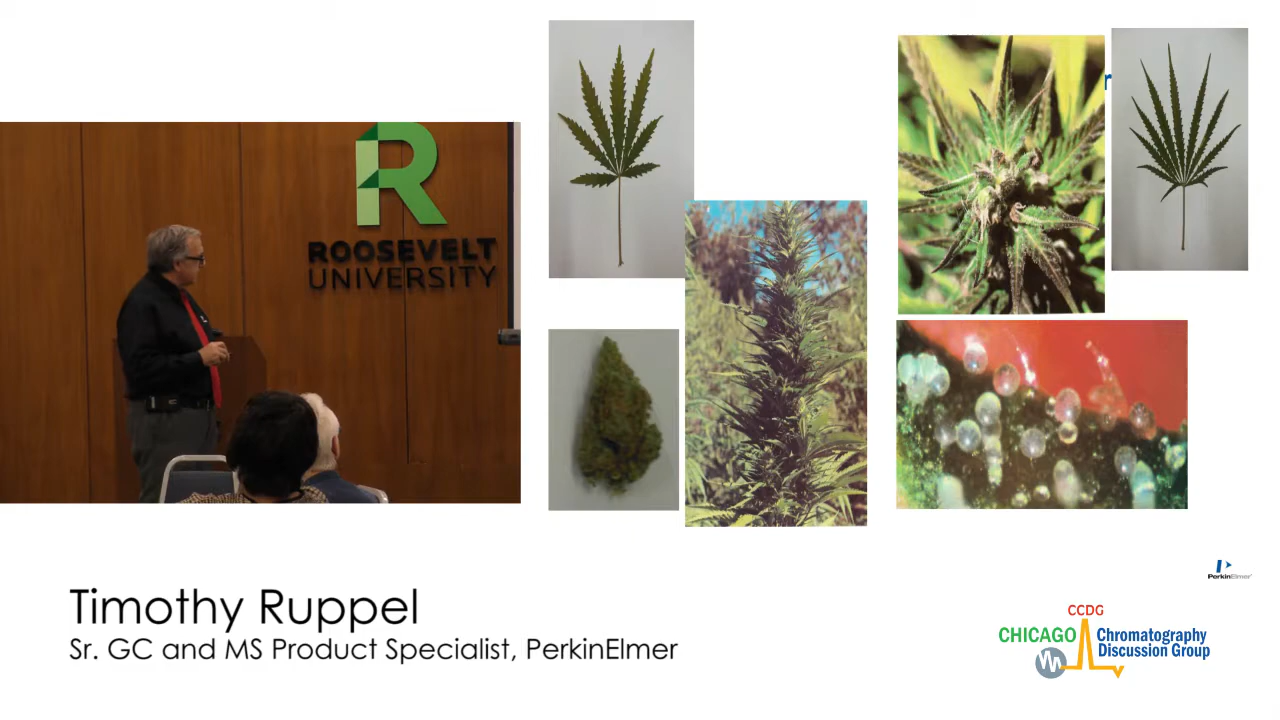 R
ROOSEVELT
UNIVERSITY
r
PerkinElmer
Timothy Ruppel
Sr. GC and MS Product Specialist, PerkinElmer
CCDG
CHICAGO Chromatography
Discussion Group